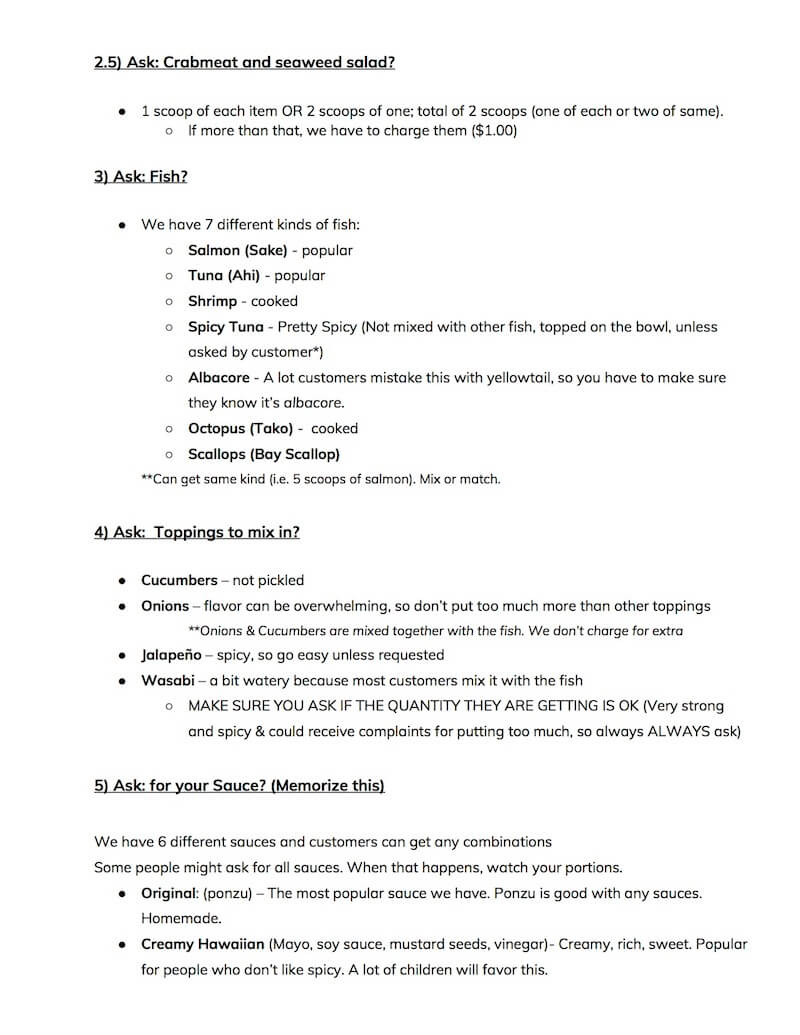 2.5) Ask: Crabmeat and seaweed salad?
● 1 scoop of each item OR 2 scoops of one; total of 2 scoops (one of each or two of same).
○ If more than that, we have to charge them ($1.00)
3) Ask: Fish?
● We have 7 different kinds of fish:
○ Salmon (Sake) - popular
○ Tuna (Ahi) - popular
○ Shrimp - cooked
○ Spicy Tuna - Pretty Spicy (Not mixed with other fish, topped on the bowl, unless
asked by customer*)
○ Albacore - A lot customers mistake this with yellowtail, so you have to make sure
they know it's albacore.
○ Octopus (Tako) - cooked
○ Scallops (Bay Scallop)
**Can get same kind (i.e. 5 scoops of salmon). Mix or match.
4) Ask: Toppings to mix in?
● Cucumbers – not pickled
● Onions – flavor can be overwhelming, so don't put too much more than other toppings
**Onions & Cucumbers are mixed together with the fish. We don't charge for extra
● Jalapeño – spicy, so go easy unless requested
● Wasabi – a bit watery because most customers mix it with the fish
○ MAKE SURE YOU ASK IF THE QUANTITY THEY ARE GETTING IS OK (Very strong
and spicy & could receive complaints for putting too much, so always ALWAYS ask)
5) Ask: for your Sauce? (Memorize this)
We have 6 different sauces and customers can get any combinations
Some people might ask for all sauces. When that happens, watch your portions.
● Original: (ponzu) – The most popular sauce we have. Ponzu is good with any sauces.
Homemade.
● Creamy Hawaiian (Mayo, soy sauce, mustard seeds, vinegar)- Creamy, rich, sweet. Popular
for people who don't like spicy. A lot of children will favor this.